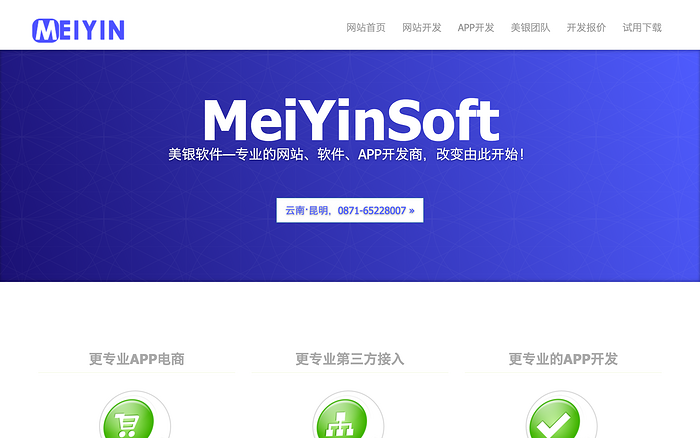 MEIYIN
网站首页 网站开发 APP开发 美银团队 开发报价 试用下载
MeiYinSoft
美银软件—专业的网站、软件、APP开发商，改变由此开始！
云南·昆明，0871-65228007 »
更专业APP电商 更专业第三方接入 更专业的APP开发